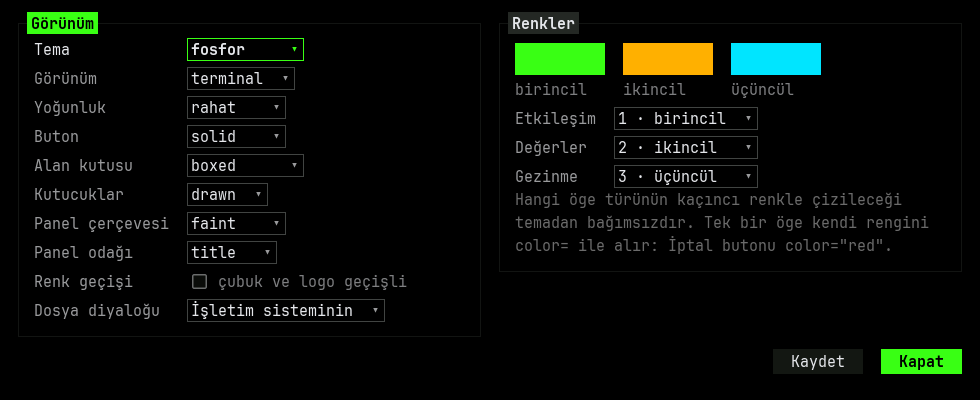 Görünüm
Tema fosfor
Görünüm terminal
Yoğunluk rahat
Buton solid
Alan kutusu boxed
Kutucuklar drawn
Panel çerçevesi faint
Panel odağı title
Renk geçişi çubuk ve logo geçişli
Dosya diyaloğu İşletim sisteminin
Renkler
birincil ikincil üçüncül
Etkileşim 1 · birincil
Değerler 2 · ikincil
Gezinme 3 · üçüncül
Hangi öge türünün kaçıncı renkle çizileceği
temadan bağımsızdır. Tek bir öge kendi rengini
color= ile alır: İptal butonu color="red".
Kaydet Kapat